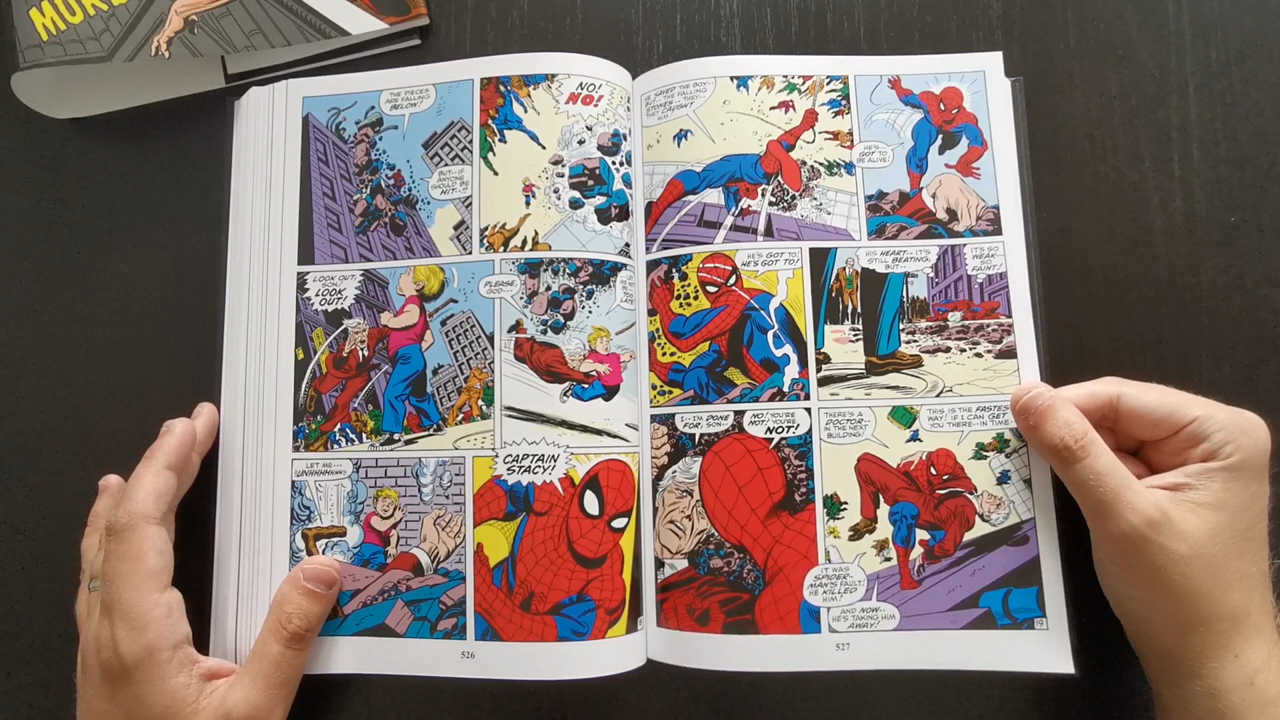 MORE
THE PIECES
ARE FALLING
BELOW!
BUT--IF
ANYONE
SHOULD BE
HIT--!!
NO!
NO!
LOOK OUT,
SON!
LOOK
OUT!
PLEASE,
GOD--
LATE!
LET ME---
UNHHHHHH!
CAPTAIN
STACY!
526
HE SAVED THE BOY--
BUT--THE FALLING
STONES--THEY--
THEY CAUGHT
HIM!
HE'S--
GOT TO
BE ALIVE!
HE'S GOT TO!
HE'S GOT TO!
HIS HEART--IT'S
STILL BEATING,
BUT--
IT'S SO
WEAK--
SO
FAINT!
I--I'M DONE
FOR, SON--
NO! YOU'RE
NOT! YOU'RE
NOT!
THERE'S A
DOCTOR--
IN THE NEXT
BUILDING!
THIS IS THE FASTEST
WAY! IF I CAN GET
YOU THERE--IN TIME--
IT WAS
SPIDER-
MAN'S FAULT!
HE KILLED
HIM!
AND NOW--
HE'S TAKING HIM
AWAY!
19
527